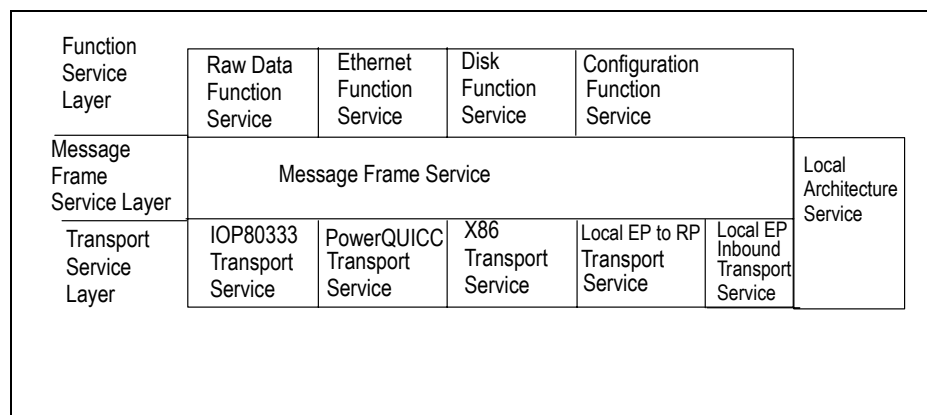 Function
Service
Layer
Raw Data
Function
Service
Ethernet
Function
Service
Disk
Function
Service
Configuration
Function
Service
Message
Frame
Service Layer
Message Frame Service
Local
Architecture
Service
Transport
Service
Layer
IOP80333
Transport
Service
PowerQUICC
Transport
Service
X86
Transport
Service
Local EP to RP
Transport
Service
Local EP
Inbound
Transport
Service